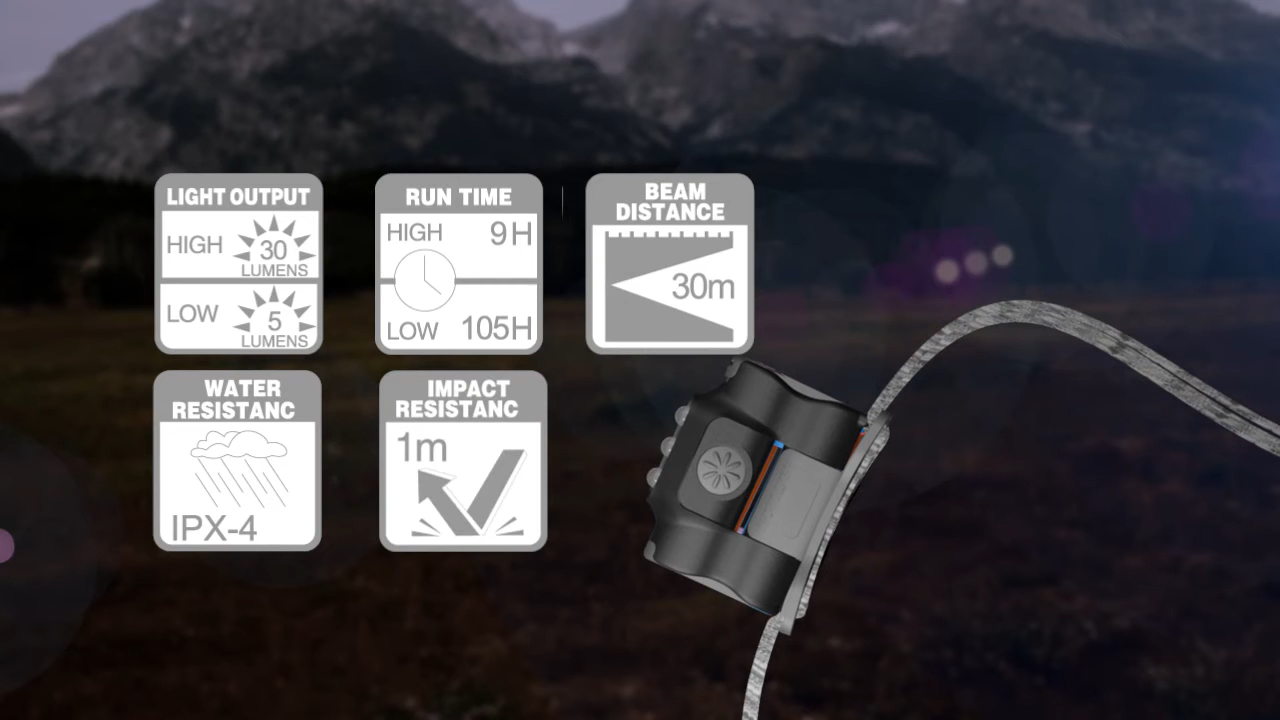 LIGHT OUTPUT
HIGH 30
LUMENS
LOW 5
LUMENS
RUN TIME
HIGH 9H
LOW 105H
BEAM
DISTANCE
30m
WATER
RESISTANC
IPX-4
IMPACT
RESISTANC
1m